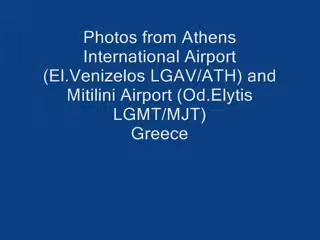 Photos from Athens
International Airport
(El.Venizelos LGAV/ATH) and
Mitilini Airport (Od.Elytis
LGMT/MJT)
Greece